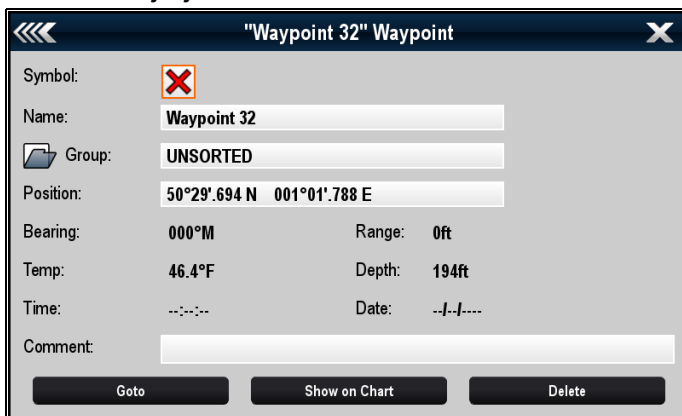 "Waypoint 32" Waypoint
Symbol:
Name: Waypoint 32
Group: UNSORTED
Position: 50°29'.694 N 001°01'.788 E
Bearing: 000°M Range: 0ft
Temp: 46.4°F Depth: 194ft
Time: --:--:-- Date: --/--/----
Comment:
Goto Show on Chart Delete